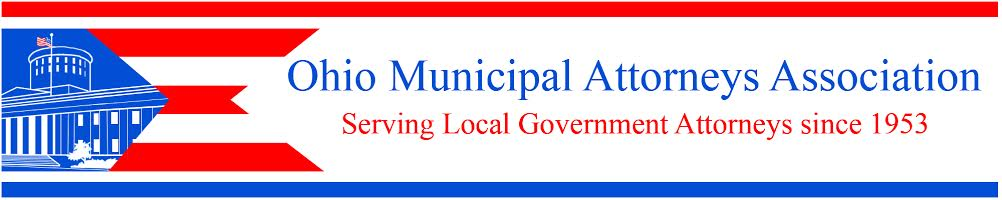 Ohio Municipal Attorneys Association
Serving Local Government Attorneys since 1953